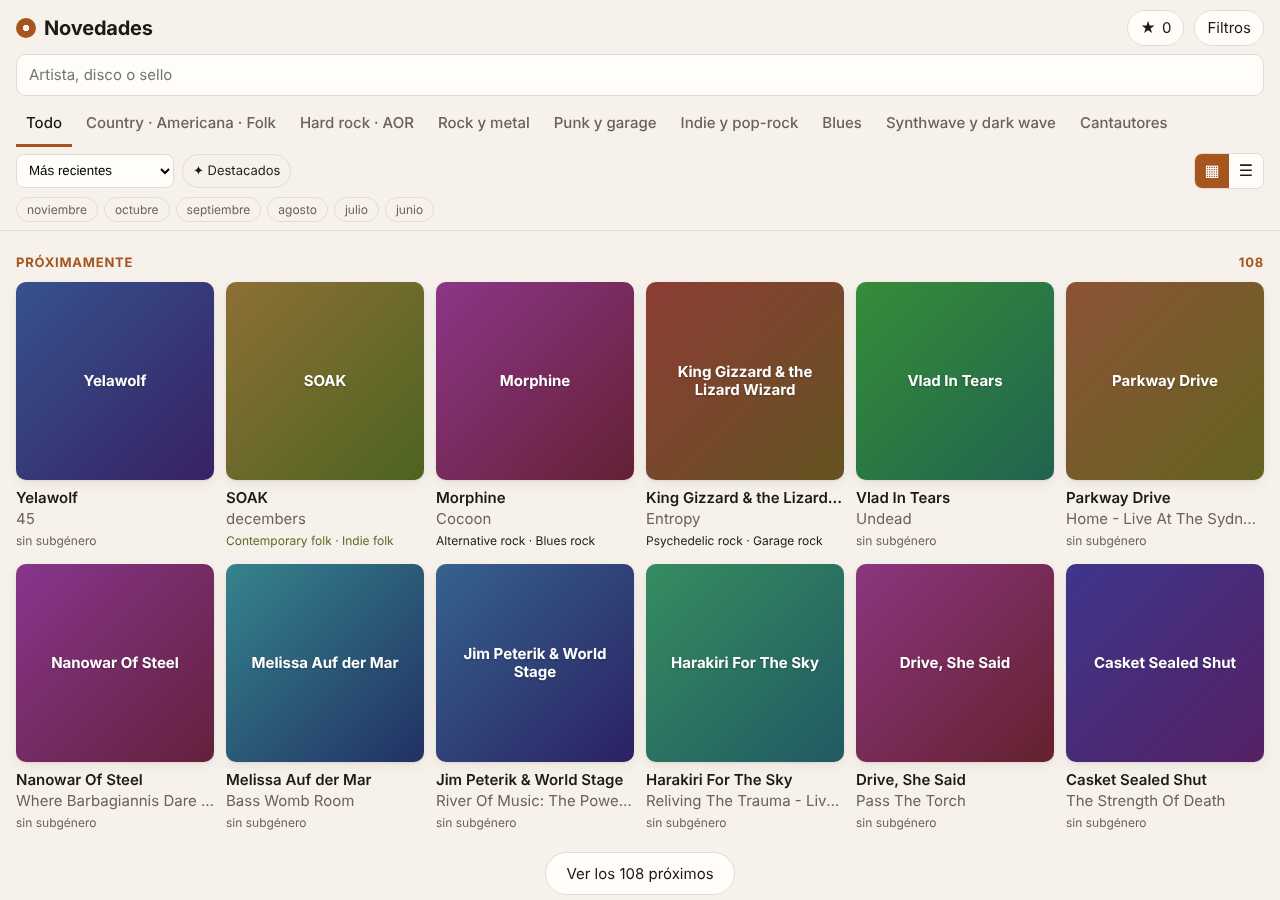 Novedades
★ 0
Filtros
Artista, disco o sello
Todo
Country · Americana · Folk
Hard rock · AOR
Rock y metal
Punk y garage
Indie y pop-rock
Blues
Synthwave y dark wave
Cantautores
Más recientes
✦ Destacados
noviembre
octubre
septiembre
agosto
julio
junio
PRÓXIMAMENTE
108
Yelawolf
SOAK
Morphine
King Gizzard & the
Lizard Wizard
Vlad In Tears
Parkway Drive
Yelawolf
45
sin subgénero
SOAK
decembers
Contemporary folk · Indie folk
Morphine
Cocoon
Alternative rock · Blues rock
King Gizzard & the Lizard…
Entropy
Psychedelic rock · Garage rock
Vlad In Tears
Undead
sin subgénero
Parkway Drive
Home - Live At The Sydn…
sin subgénero
Nanowar Of Steel
Melissa Auf der Mar
Jim Peterik & World
Stage
Harakiri For The Sky
Drive, She Said
Casket Sealed Shut
Nanowar Of Steel
Where Barbagiannis Dare …
sin subgénero
Melissa Auf der Mar
Bass Womb Room
sin subgénero
Jim Peterik & World Stage
River Of Music: The Powe…
sin subgénero
Harakiri For The Sky
Reliving The Trauma - Liv…
sin subgénero
Drive, She Said
Pass The Torch
sin subgénero
Casket Sealed Shut
The Strength Of Death
sin subgénero
Ver los 108 próximos